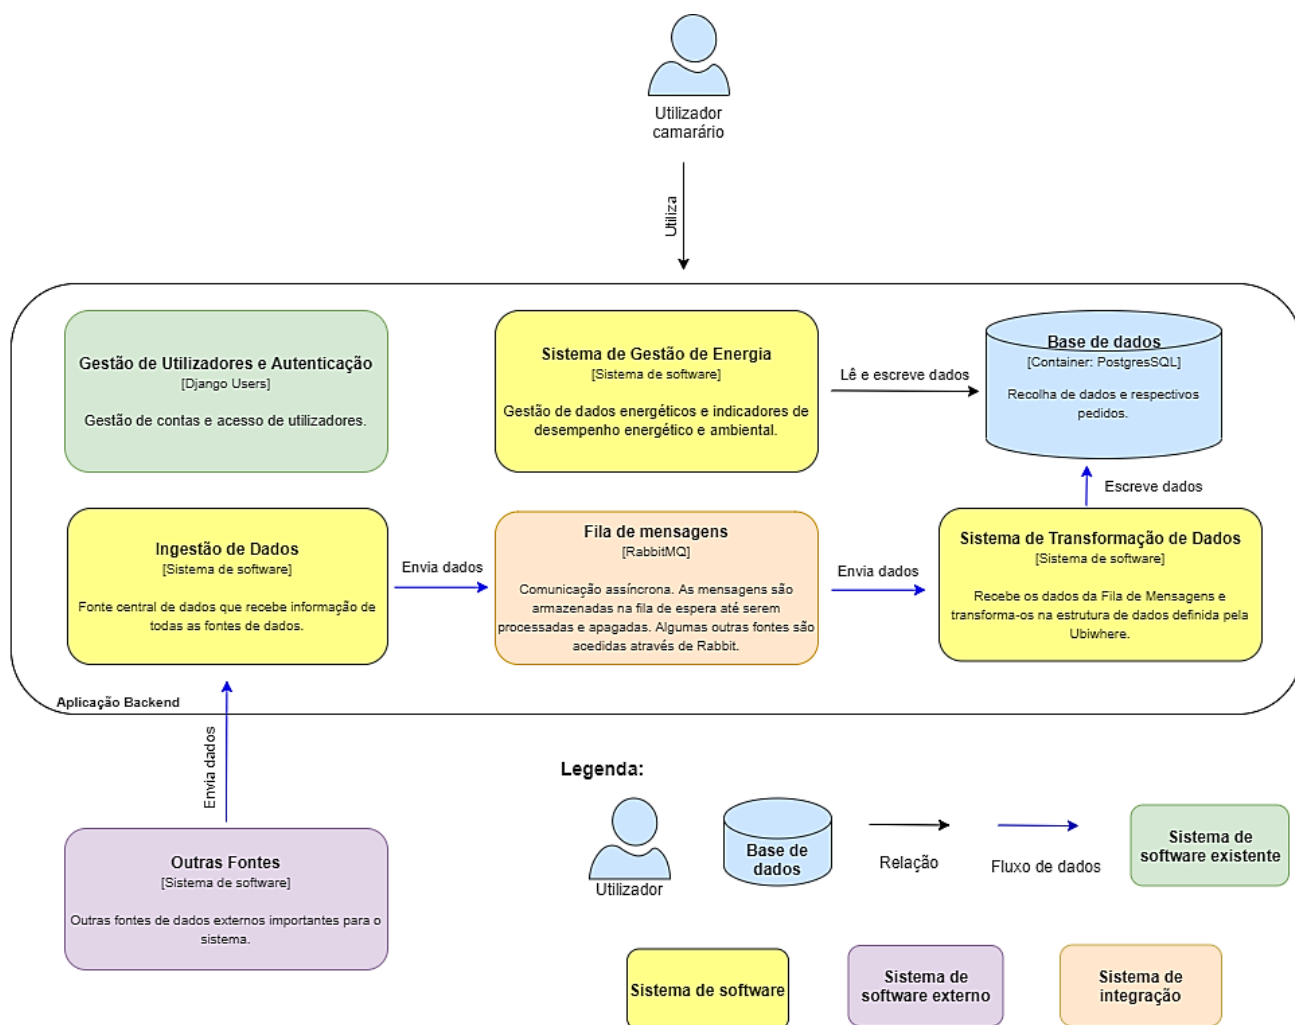 Utilizador
camarário
Utiliza
Gestão de Utilizadores e Autenticação
[Django Users]
Gestão de contas e acesso de utilizadores.
Sistema de Gestão de Energia
[Sistema de software]
Gestão de dados energéticos e indicadores de
desempenho energético e ambiental.
Lê e escreve dados
Base de dados
[Container: PostgresSQL]
Recolha de dados e respectivos
pedidos.
Escreve dados
Ingestão de Dados
[Sistema de software]
Fonte central de dados que recebe informação de
todas as fontes de dados.
Envia dados
Fila de mensagens
[RabbitMQ]
Comunicação assíncrona. As mensagens são
armazenadas na fila de espera até serem
processadas e apagadas. Algumas outras fontes são
acedidas através de Rabbit.
Envia dados
Sistema de Transformação de Dados
[Sistema de software]
Recebe os dados da Fila de Mensagens e
transforma-os na estrutura de dados definida pela
Ubiwhere.
Aplicação Backend
Envia dados
Outras Fontes
[Sistema de software]
Outras fontes de dados externos importantes para o
sistema.
Legenda:
Utilizador
Base de
dados
Relação
Fluxo de dados
Sistema de
software existente
Sistema de software
Sistema de
software externo
Sistema de
integração